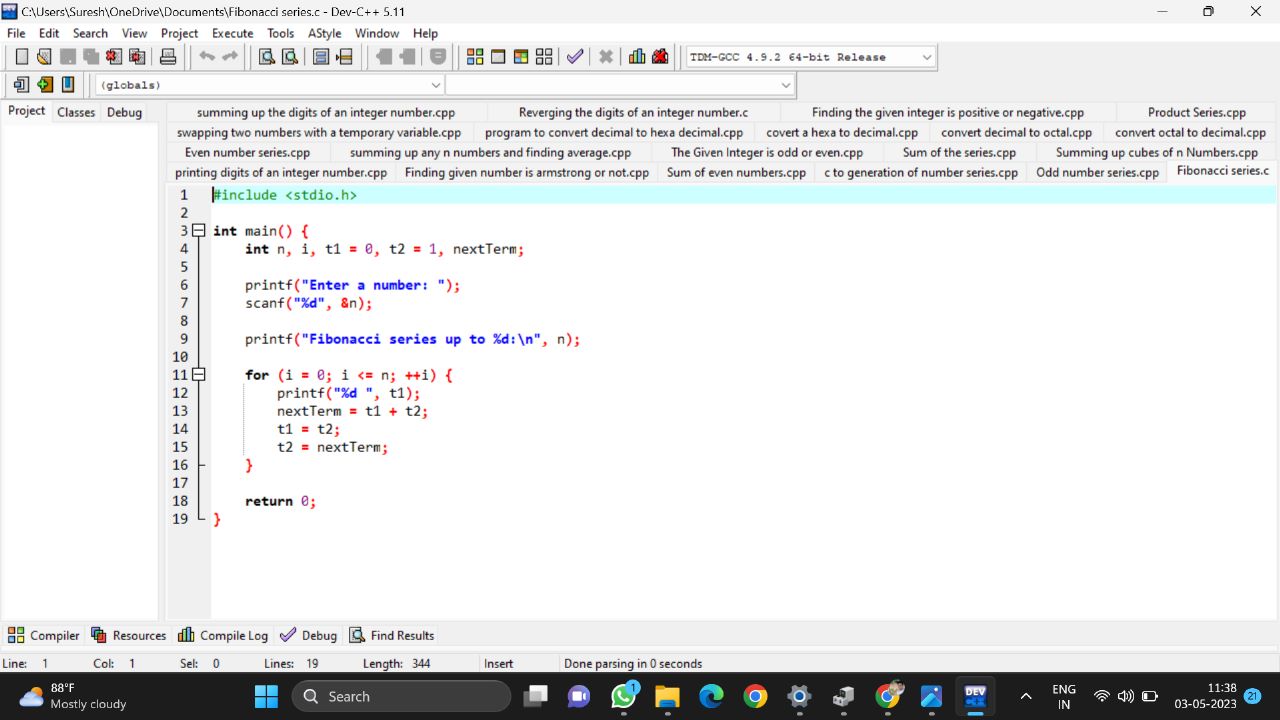 C:\Users\Suresh\OneDrive\Documents\Fibonacci series.c - Dev-C++ 5.11
File Edit Search View Project Execute Tools AStyle Window Help
TDM-GCC 4.9.2 64-bit Release
(globals)
Project Classes Debug
summing up the digits of an integer number.cpp Reverging the digits of an integer number.c Finding the given integer is positive or negative.cpp Product Series.cpp
swapping two numbers with a temporary variable.cpp program to convert decimal to hexa decimal.cpp covert a hexa to decimal.cpp convert decimal to octal.cpp convert octal to decimal.cpp
Even number series.cpp summing up any n numbers and finding average.cpp The Given Integer is odd or even.cpp Sum of the series.cpp Summing up cubes of n Numbers.cpp
printing digits of an integer number.cpp Finding given number is armstrong or not.cpp Sum of even numbers.cpp c to generation of number series.cpp Odd number series.cpp Fibonacci series.c
1 #include <stdio.h>
2
3 int main() {
4 int n, i, t1 = 0, t2 = 1, nextTerm;
5
6 printf("Enter a number: ");
7 scanf("%d", &n);
8
9 printf("Fibonacci series up to %d:\n", n);
10
11 for (i = 0; i <= n; ++i) {
12 printf("%d ", t1);
13 nextTerm = t1 + t2;
14 t1 = t2;
15 t2 = nextTerm;
16 }
17
18 return 0;
19 }
Compiler Resources Compile Log Debug Find Results
Line: 1 Col: 1 Sel: 0 Lines: 19 Length: 344 Insert Done parsing in 0 seconds
88°F
Mostly cloudy
Search
1
DEV
C++
ENG
IN
11:38
03-05-2023
21